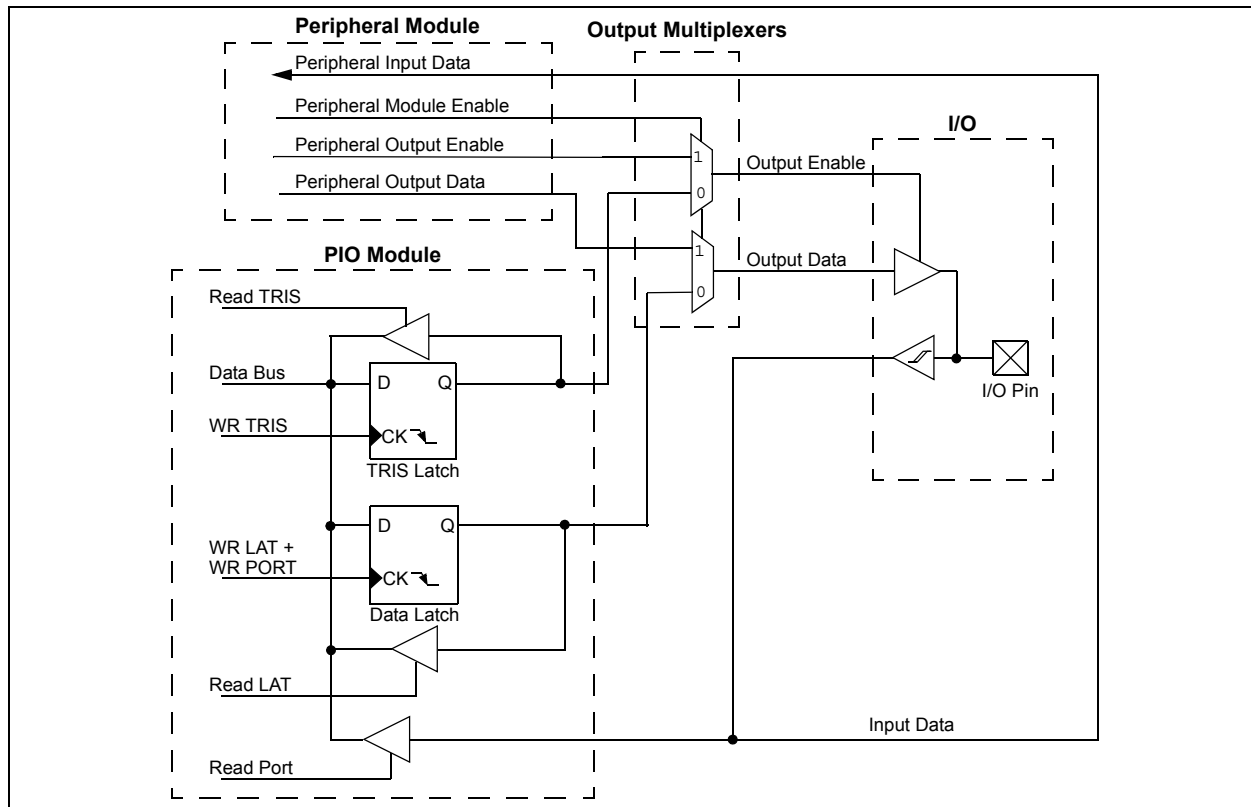 Peripheral Module
Output Multiplexers
Peripheral Input Data
Peripheral Module Enable
I/O
Peripheral Output Enable
1
Output Enable
Peripheral Output Data
0
PIO Module
1
Output Data
0
Read TRIS
Data Bus
D
Q
I/O Pin
WR TRIS
CK
TRIS Latch
D
Q
WR LAT +
WR PORT
CK
Data Latch
Read LAT
Input Data
Read Port